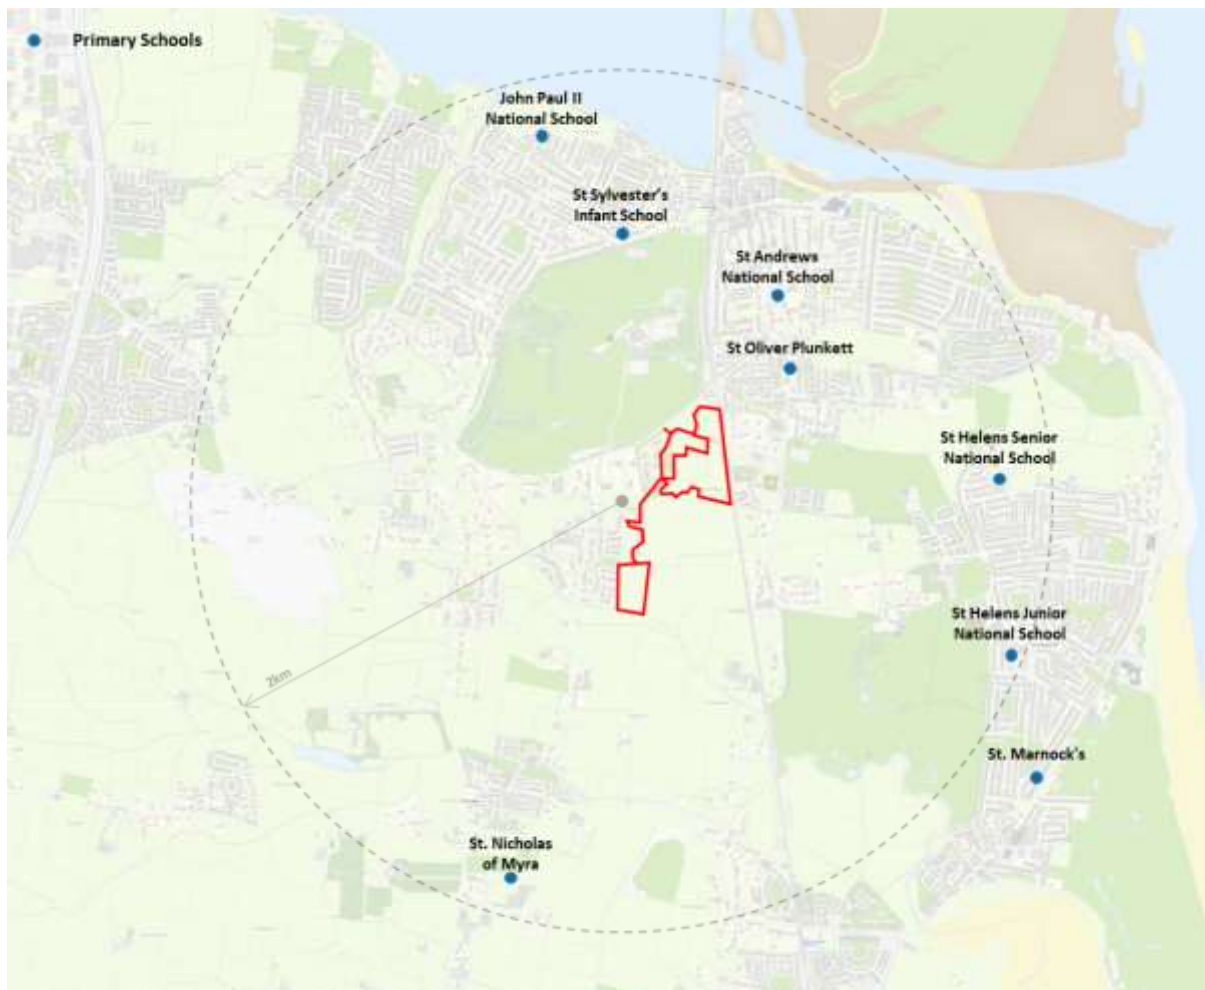 Primary Schools
John Paul II
National School
St Sylvester's
Infant School
St Andrews
National School
St Oliver Plunkett
St Helens Senior
National School
2km
St Helens Junior
National School
St. Marnock's
St. Nicholas
of Myra